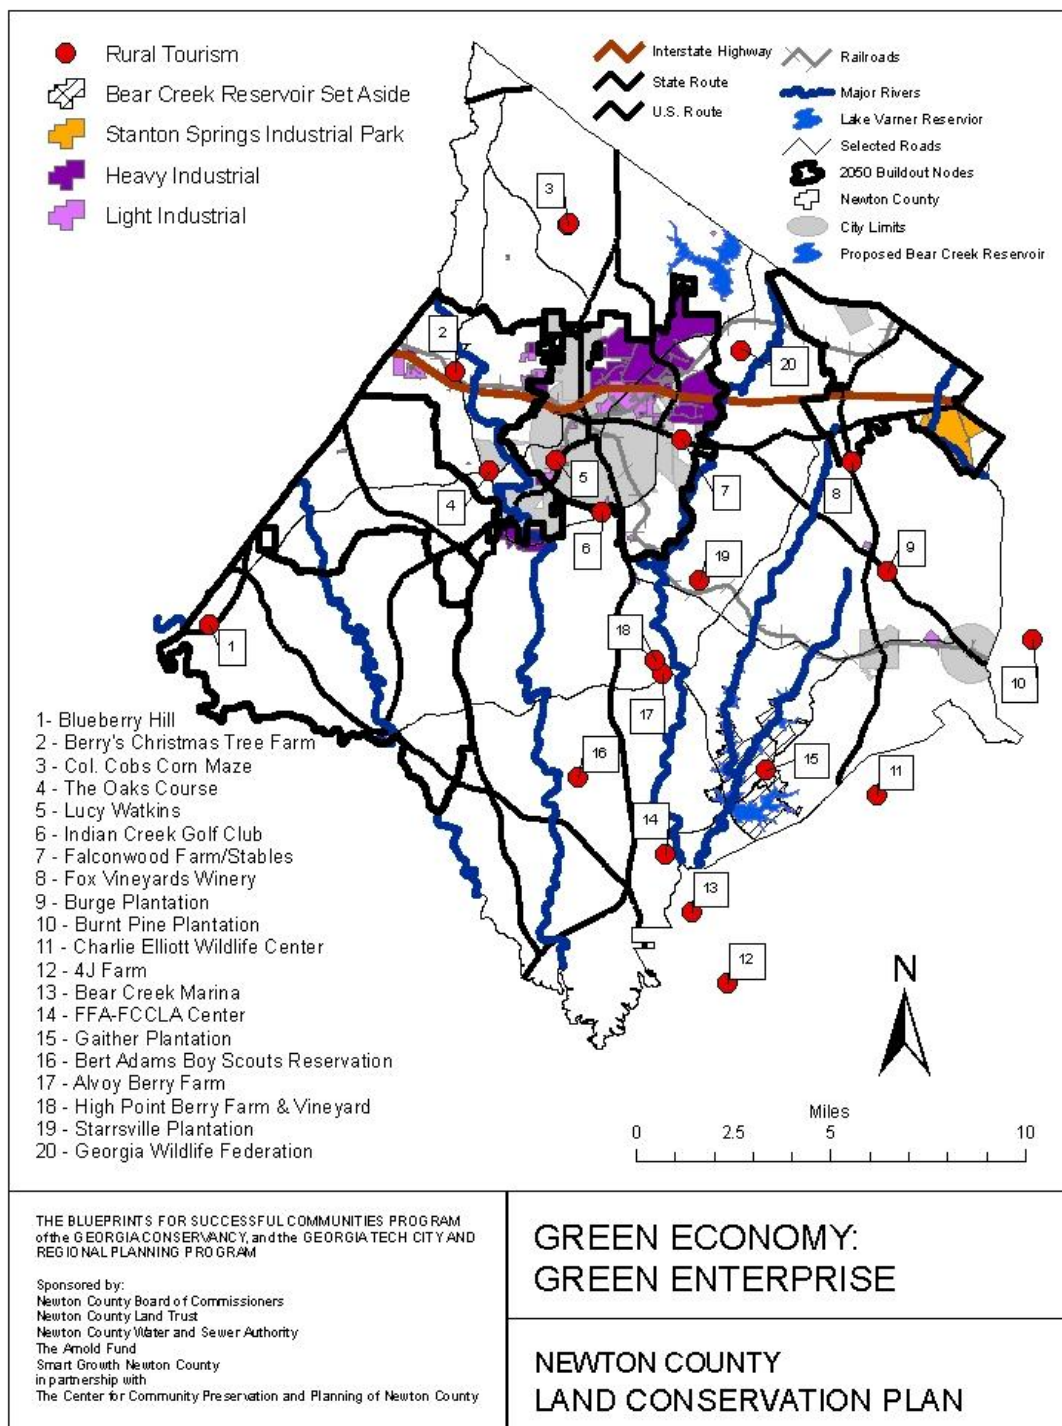 Rural Tourism
Bear Creek Reservoir Set Aside
Stanton Springs Industrial Park
Heavy Industrial
Light Industrial
Interstate Highway
State Route
U.S. Route
Railroads
Major Rivers
Lake Varner Reservior
Selected Roads
2050 Buildout Nodes
Newton County
City Limits
Proposed Bear Creek Reservoir
3
2
20
5
4
7
8
6
19
9
18
1
10
17
16
15
11
14
13
12
1- Blueberry Hill
2 - Berry's Christmas Tree Farm
3 - Col. Cobs Corn Maze
4 - The Oaks Course
5 - Lucy Watkins
6 - Indian Creek Golf Club
7 - Falconwood Farm/Stables
8 - Fox Vineyards Winery
9 - Burge Plantation
10 - Burnt Pine Plantation
11 - Charlie Elliott Wildlife Center
12 - 4J Farm
13 - Bear Creek Marina
14 - FFA-FCCLA Center
15 - Gaither Plantation
16 - Bert Adams Boy Scouts Reservation
17 - Alvoy Berry Farm
18 - High Point Berry Farm & Vineyard
19 - Starrsville Plantation
20 - Georgia Wildlife Federation
N
Miles
0 2.5 5 10
THE BLUEPRINTS FOR SUCCESSFUL COMMUNITIES PROGRAM
of the GEORGIA CONSERVANCY, and the GEORGIA TECH CITY AND
REGIONAL PLANNING PROGRAM
Sponsored by:
Newton County Board of Commissioners
Newton County Land Trust
Newton County Water and Sewer Authority
The Arnold Fund
Smart Growth Newton County
in partnership with
The Center for Community Preservation and Planning of Newton County
GREEN ECONOMY:
GREEN ENTERPRISE
NEWTON COUNTY
LAND CONSERVATION PLAN